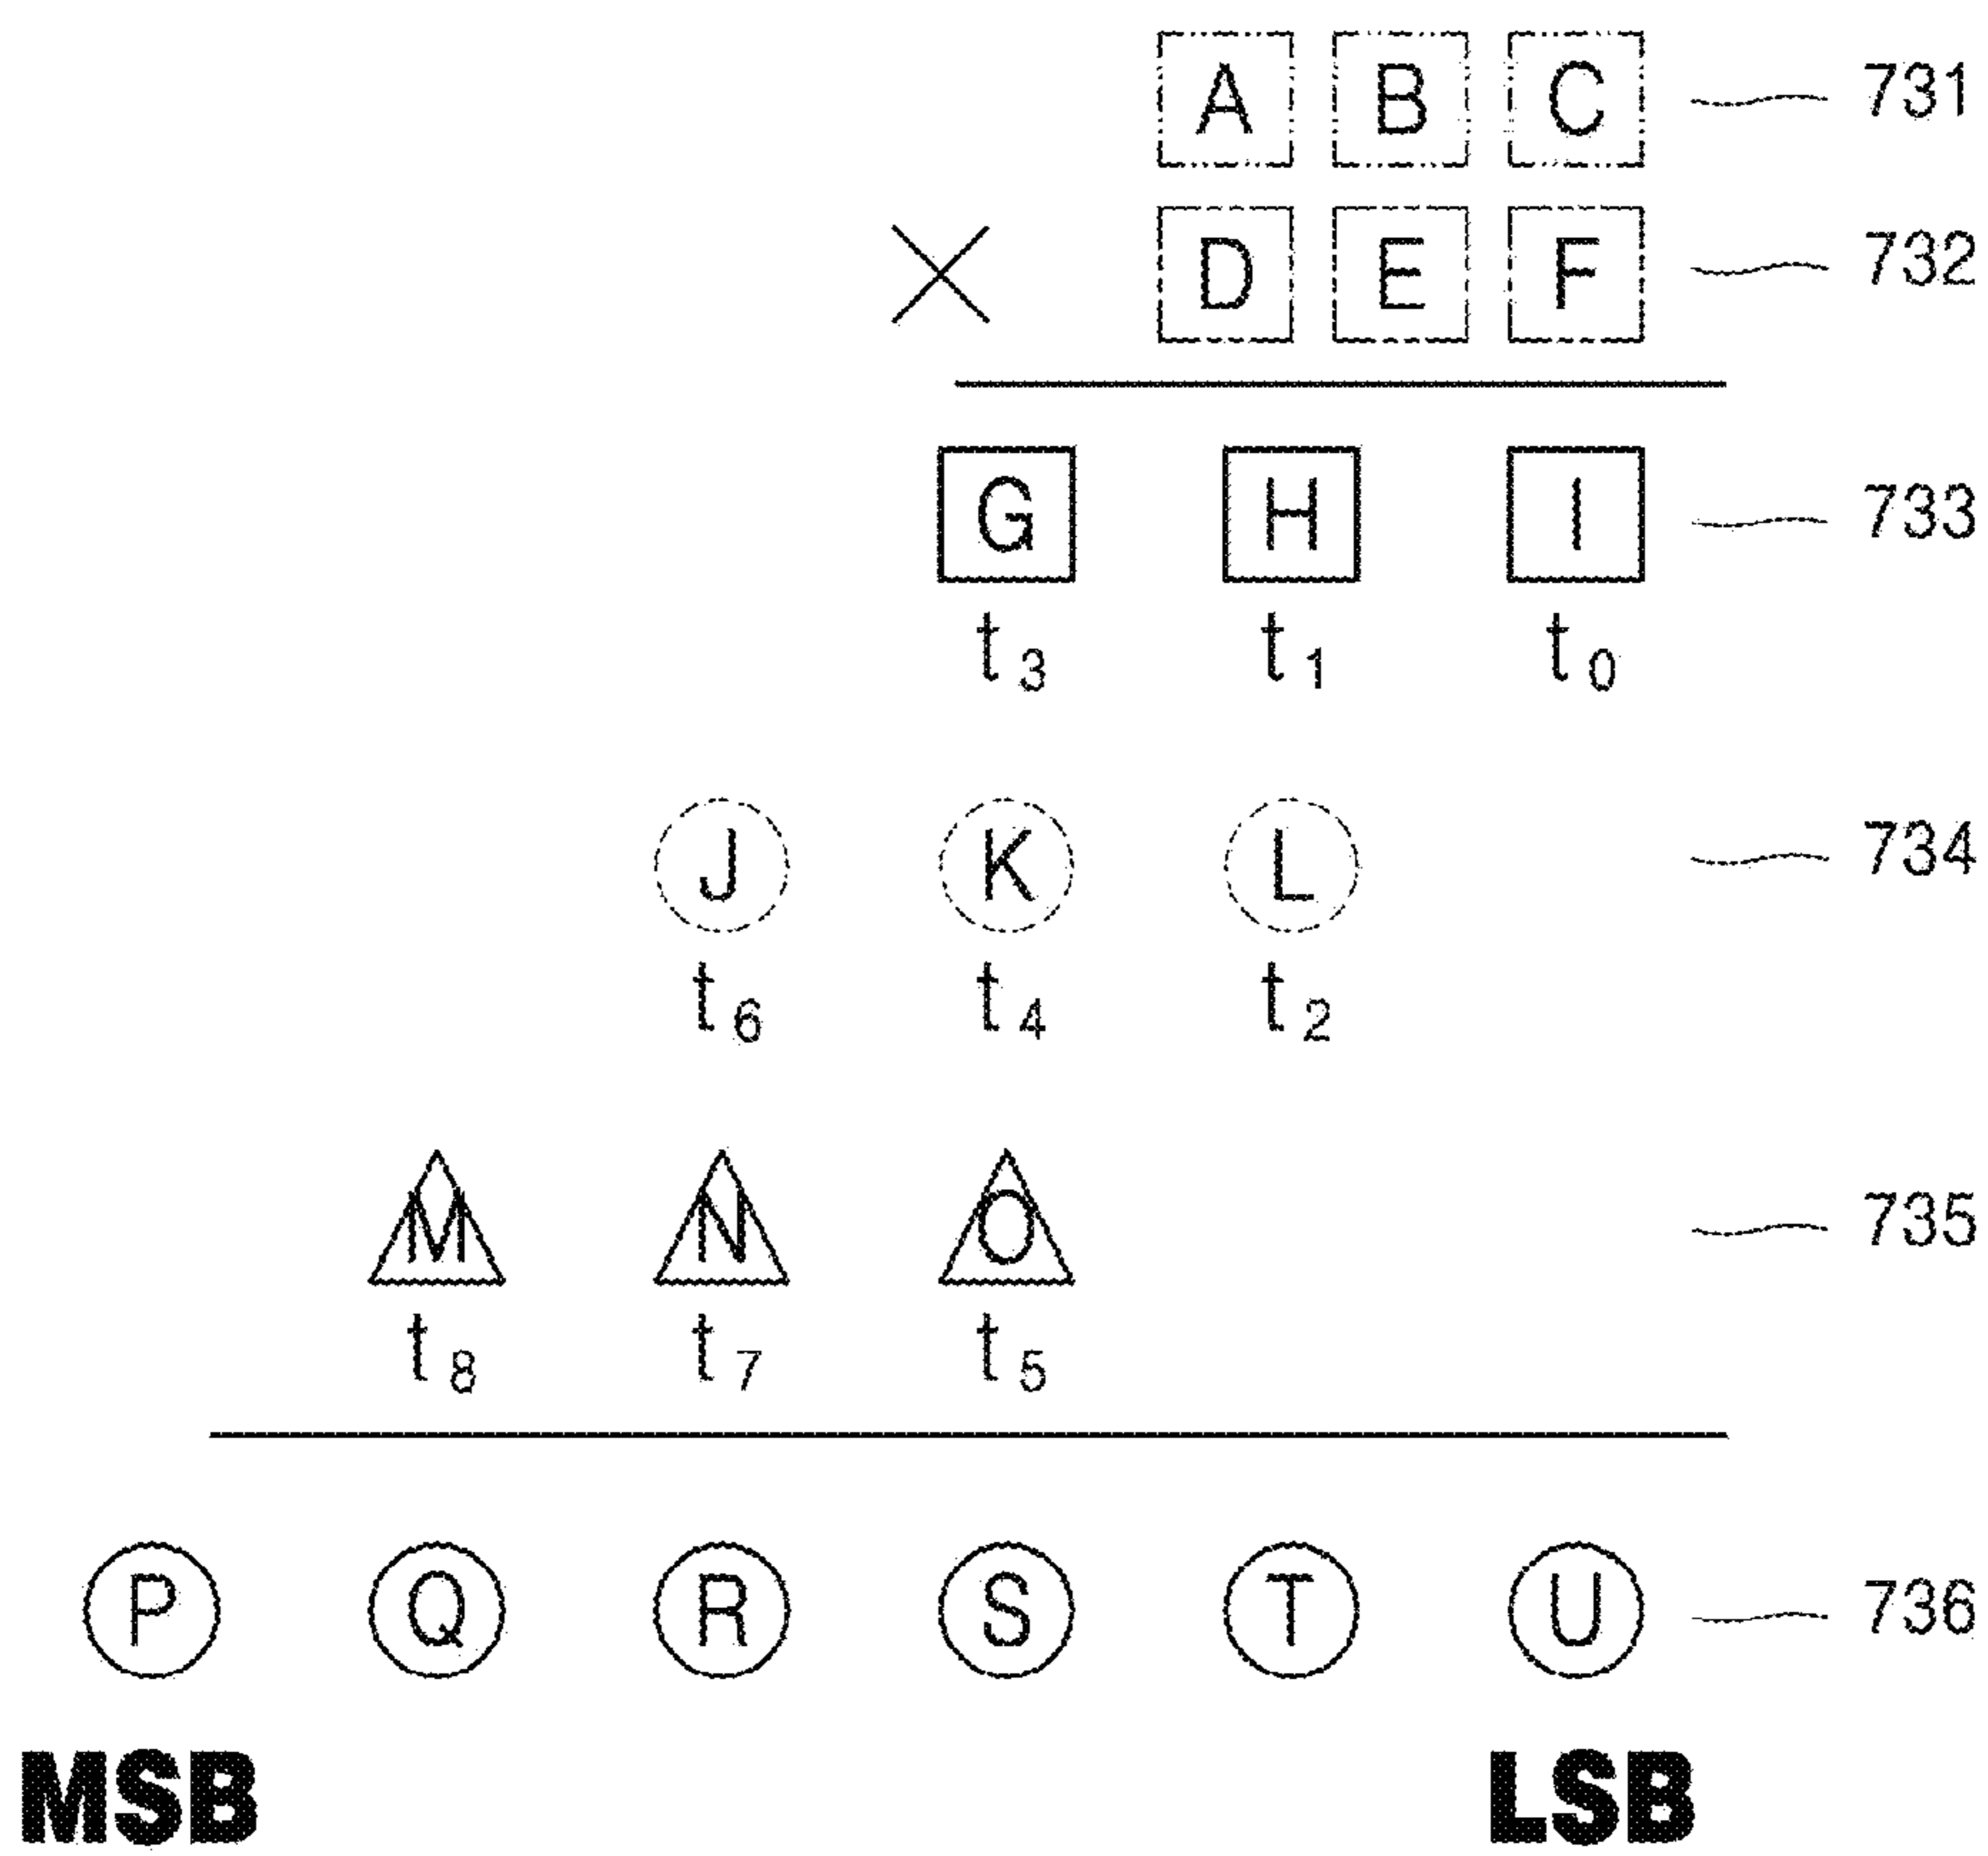 A B C 731
× D E F 732
G H I 733
t3 t1 t0
J K L 734
t6 t4 t2
M N O 735
t8 t7 t5
P Q R S T U 736
MSB LSB